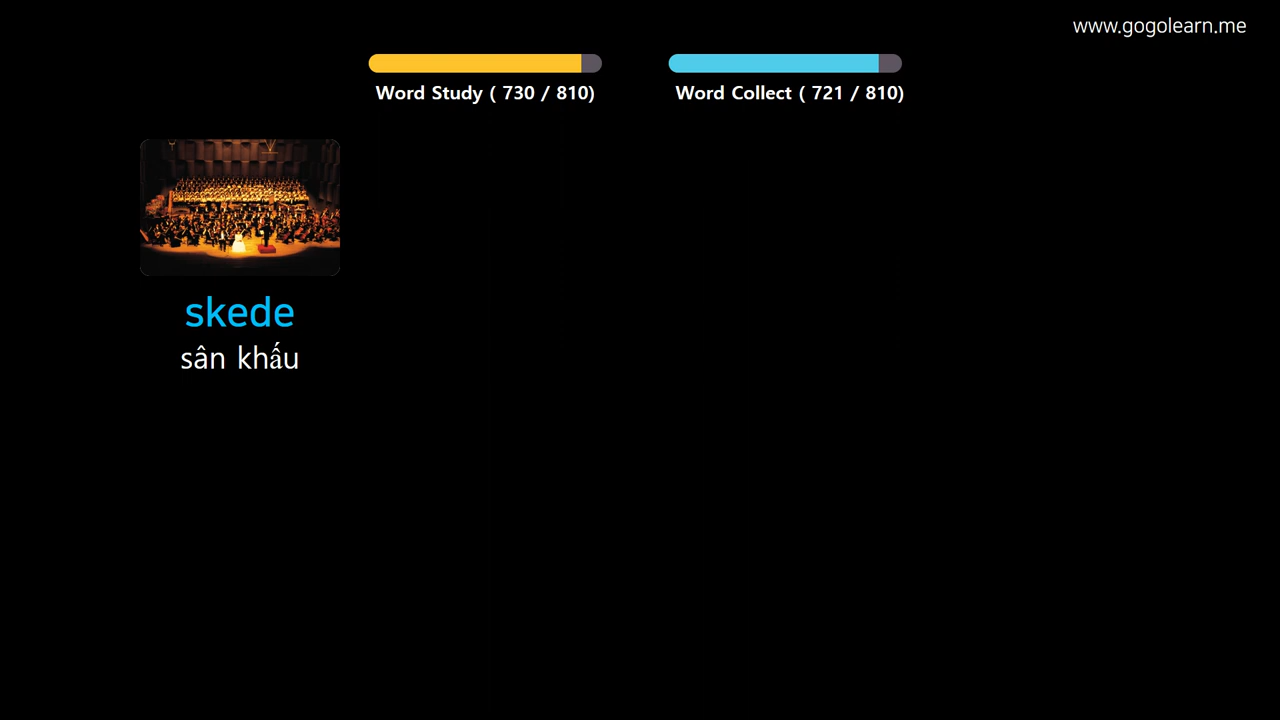 www.gogolearn.me
Word Study ( 730 / 810)
Word Collect ( 721 / 810)
skede
sân khấu